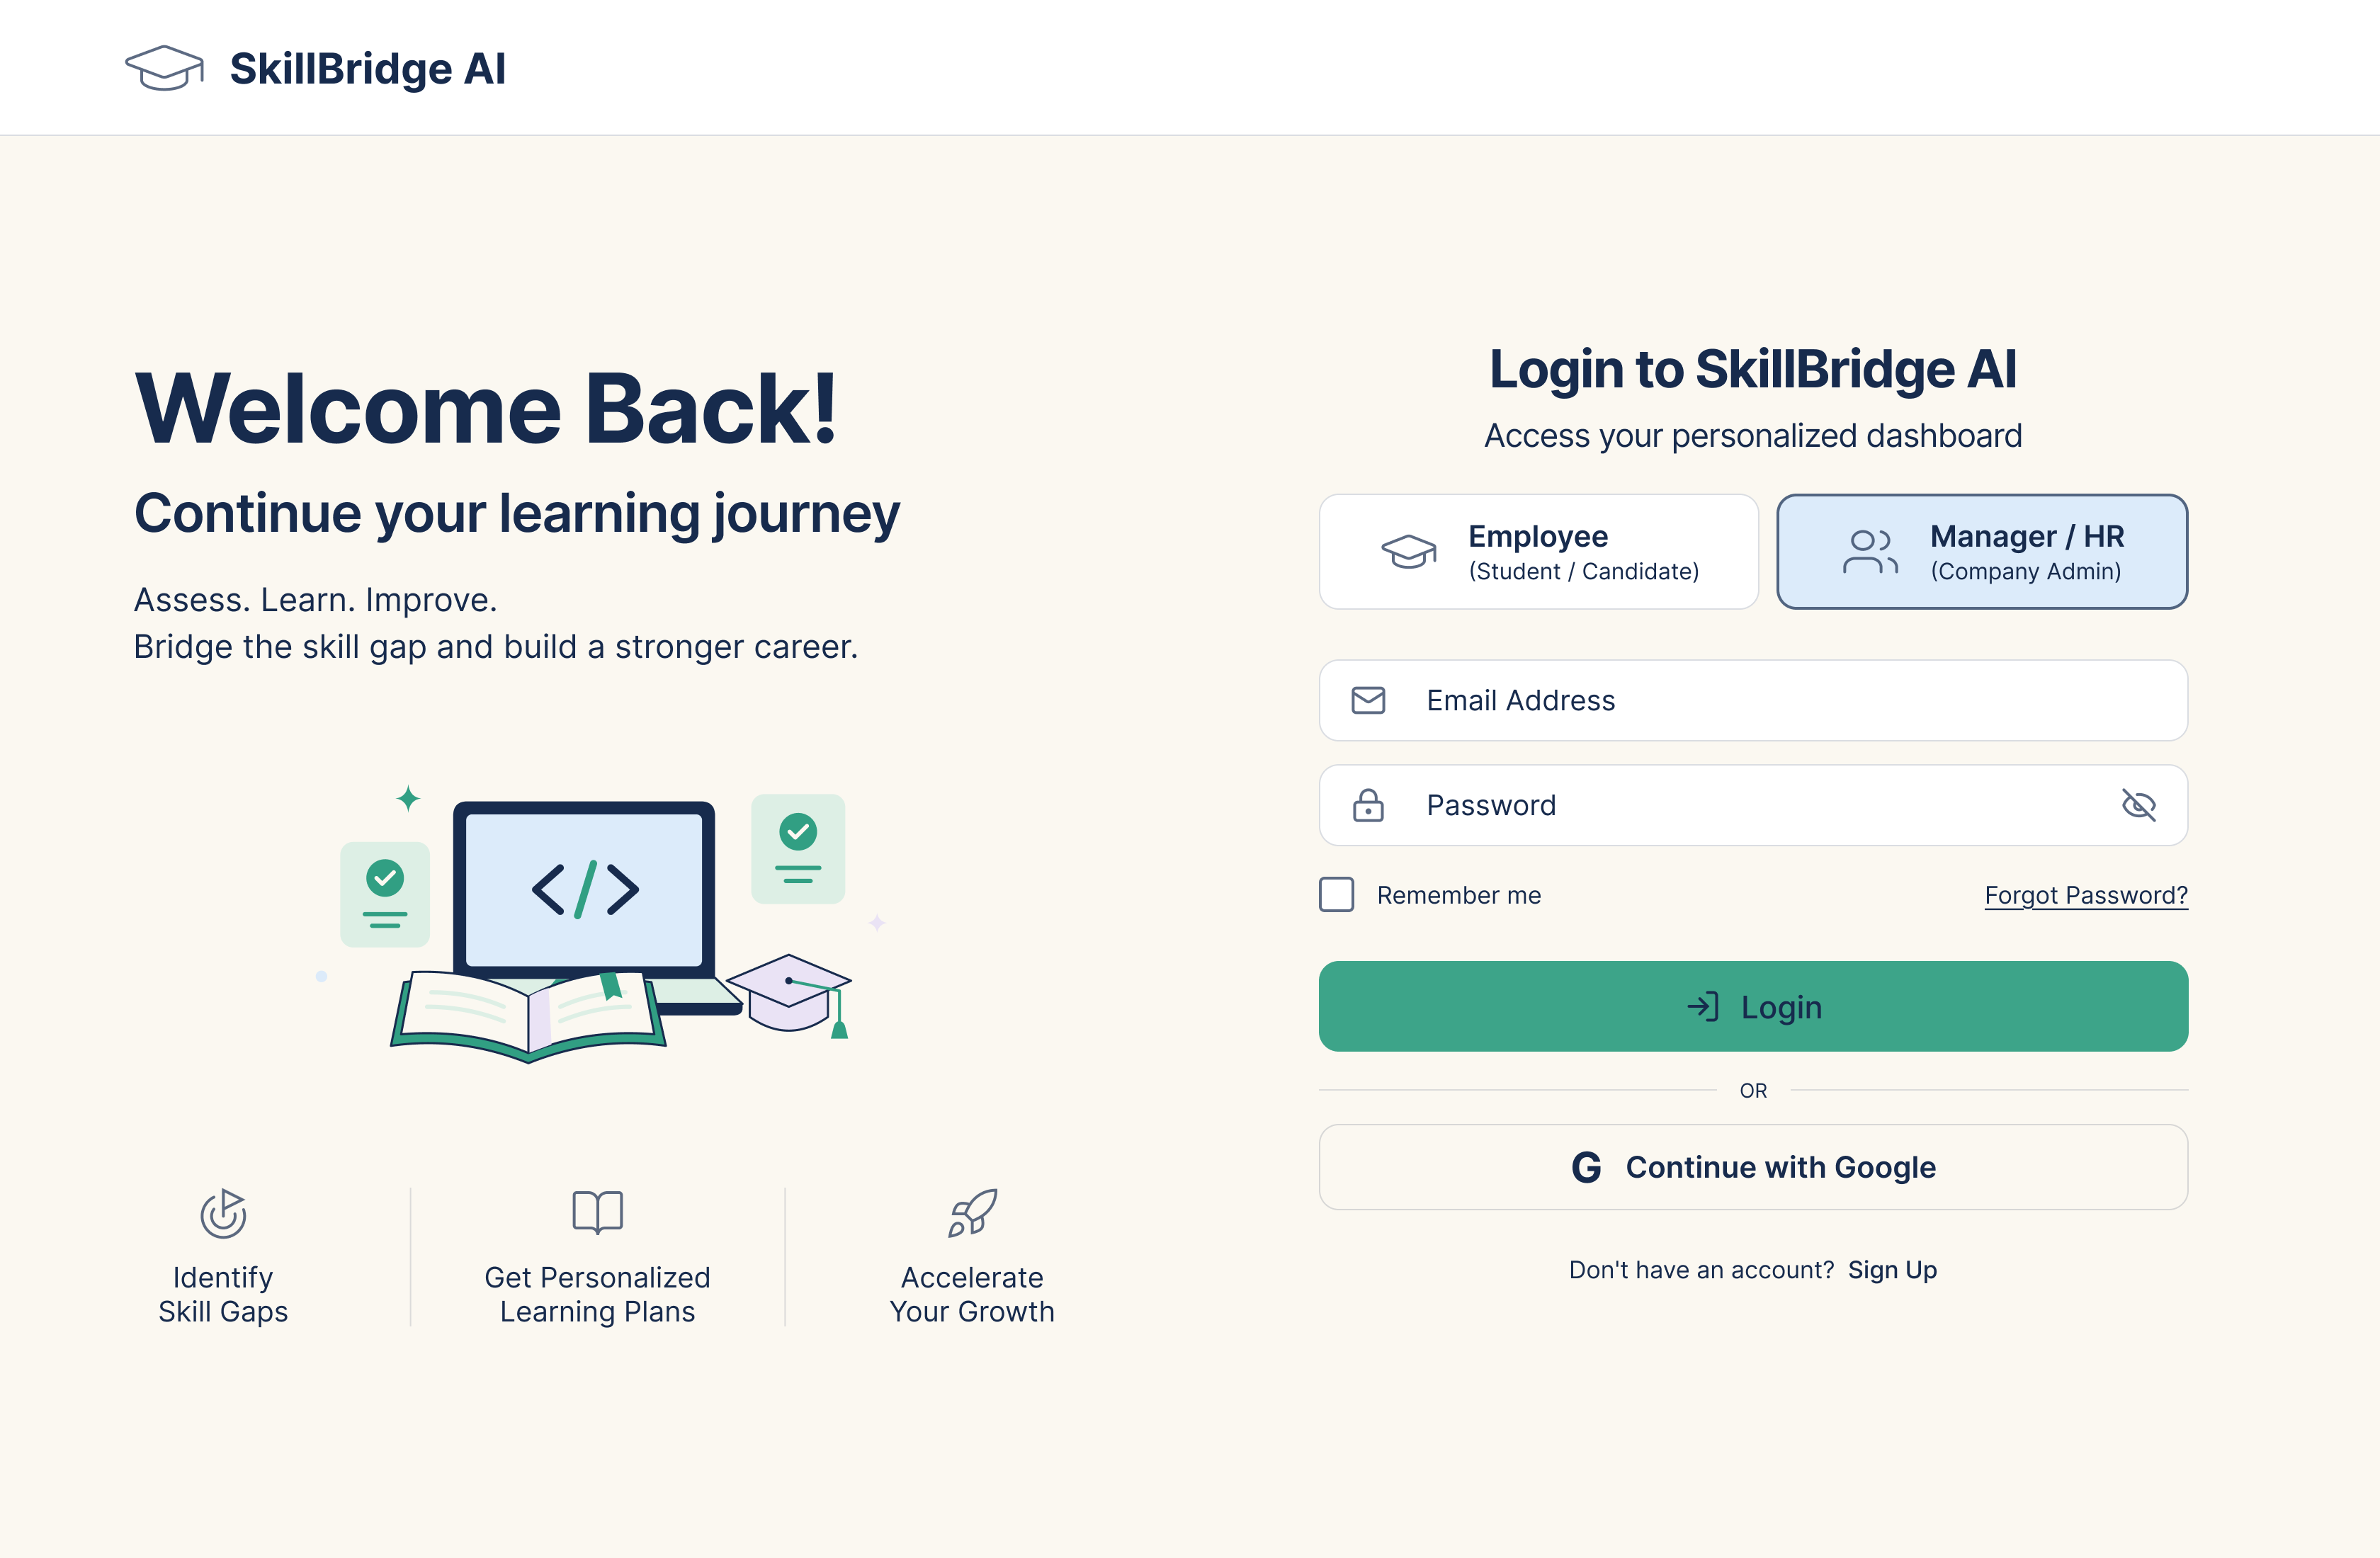 SkillBridge AI
Welcome Back!
Continue your learning journey
Assess. Learn. Improve.
Bridge the skill gap and build a stronger career.
</>
Identify
Skill Gaps
Get Personalized
Learning Plans
Accelerate
Your Growth
Login to SkillBridge AI
Access your personalized dashboard
Employee
(Student / Candidate)
Manager / HR
(Company Admin)
Email Address
Password
Remember me
Forgot Password?
Login
OR
G Continue with Google
Don't have an account? Sign Up